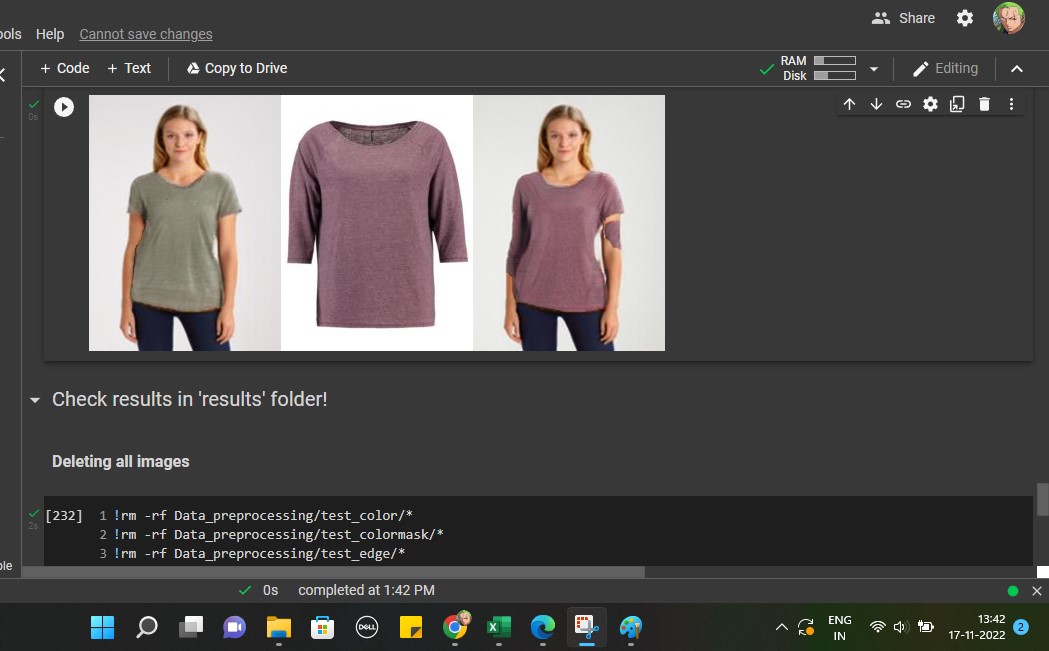 Share
ools Help Cannot save changes
+ Code + Text Copy to Drive
RAM
Disk
Editing
0s
Check results in 'results' folder!
Deleting all images
[232] 1 !rm -rf Data_preprocessing/test_color/*
2 !rm -rf Data_preprocessing/test_colormask/*
3 !rm -rf Data_preprocessing/test_edge/*
2s
ole
0s completed at 1:42 PM
DELL
ENG
IN
13:42
17-11-2022
2